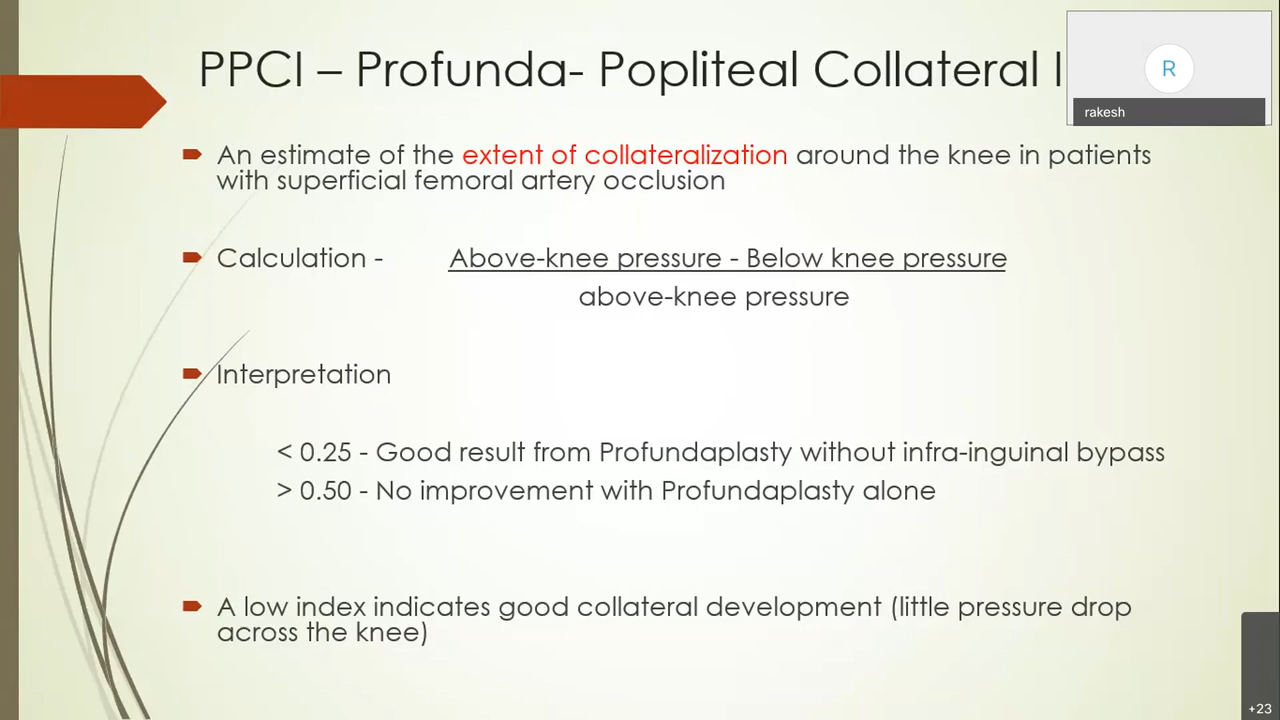 PPCI – Profunda- Popliteal Collateral I
R
rakesh
An estimate of the extent of collateralization around the knee in patients
with superficial femoral artery occlusion
Calculation - Above-knee pressure - Below knee pressure
above-knee pressure
Interpretation
< 0.25 - Good result from Profundaplasty without infra-inguinal bypass
> 0.50 - No improvement with Profundaplasty alone
A low index indicates good collateral development (little pressure drop
across the knee)
+23